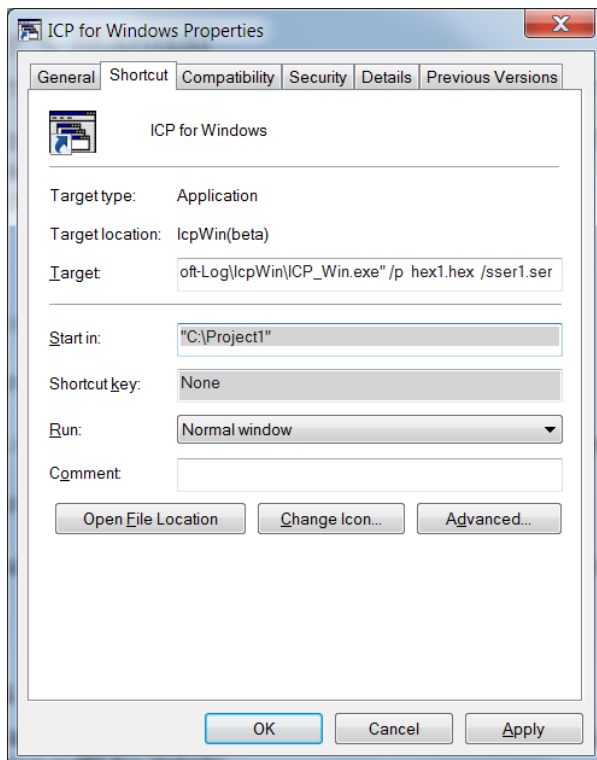 ICP for Windows Properties
General Shortcut Compatibility Security Details Previous Versions
ICP for Windows
Target type: Application
Target location: IcpWin(beta)
Target: oft-Log\IcpWin\ICP_Win.exe" /p hex1.hex /sser1.ser
Start in: "C:\Project1"
Shortcut key: None
Run: Normal window
Comment:
Open File Location Change Icon... Advanced...
OK Cancel Apply